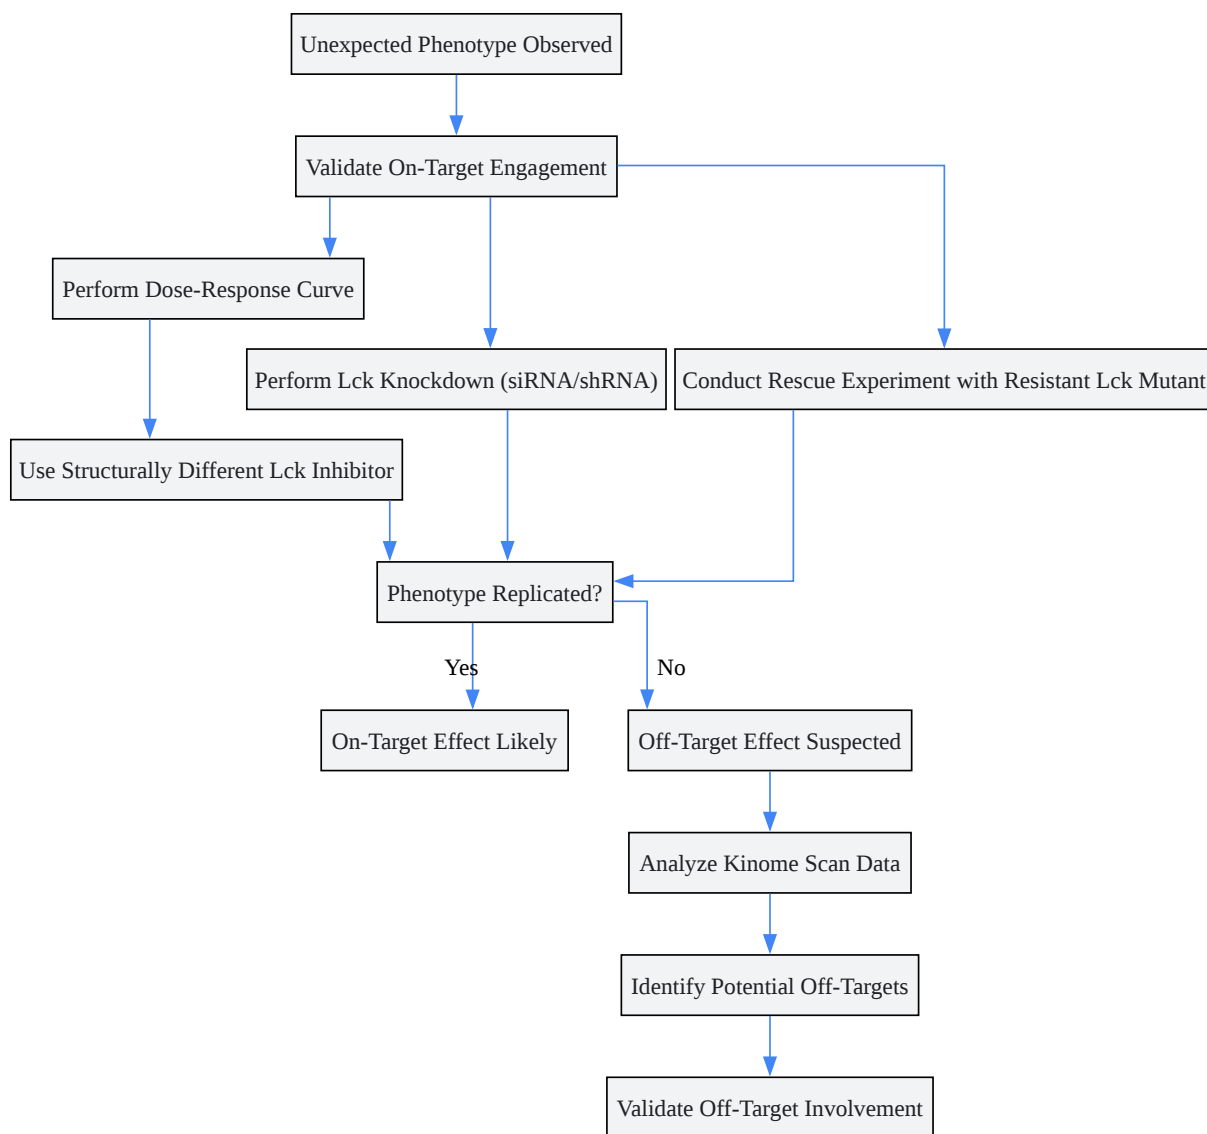 Unexpected Phenotype Observed
Validate On-Target Engagement
Perform Dose-Response Curve
Perform Lck Knockdown (siRNA/shRNA)
Conduct Rescue Experiment with Resistant Lck Mutant
Use Structurally Different Lck Inhibitor
Phenotype Replicated?
Yes
No
On-Target Effect Likely
Off-Target Effect Suspected
Analyze Kinome Scan Data
Identify Potential Off-Targets
Validate Off-Target Involvement